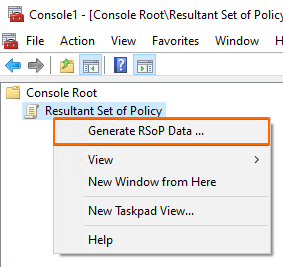 Console1 - [Console Root\Resultant Set of Policy
File Action View Favorites Window Help
Console Root
Resultant Set of Policy
Generate RSoP Data ...
View
New Window from Here
New Taskpad View...
Help